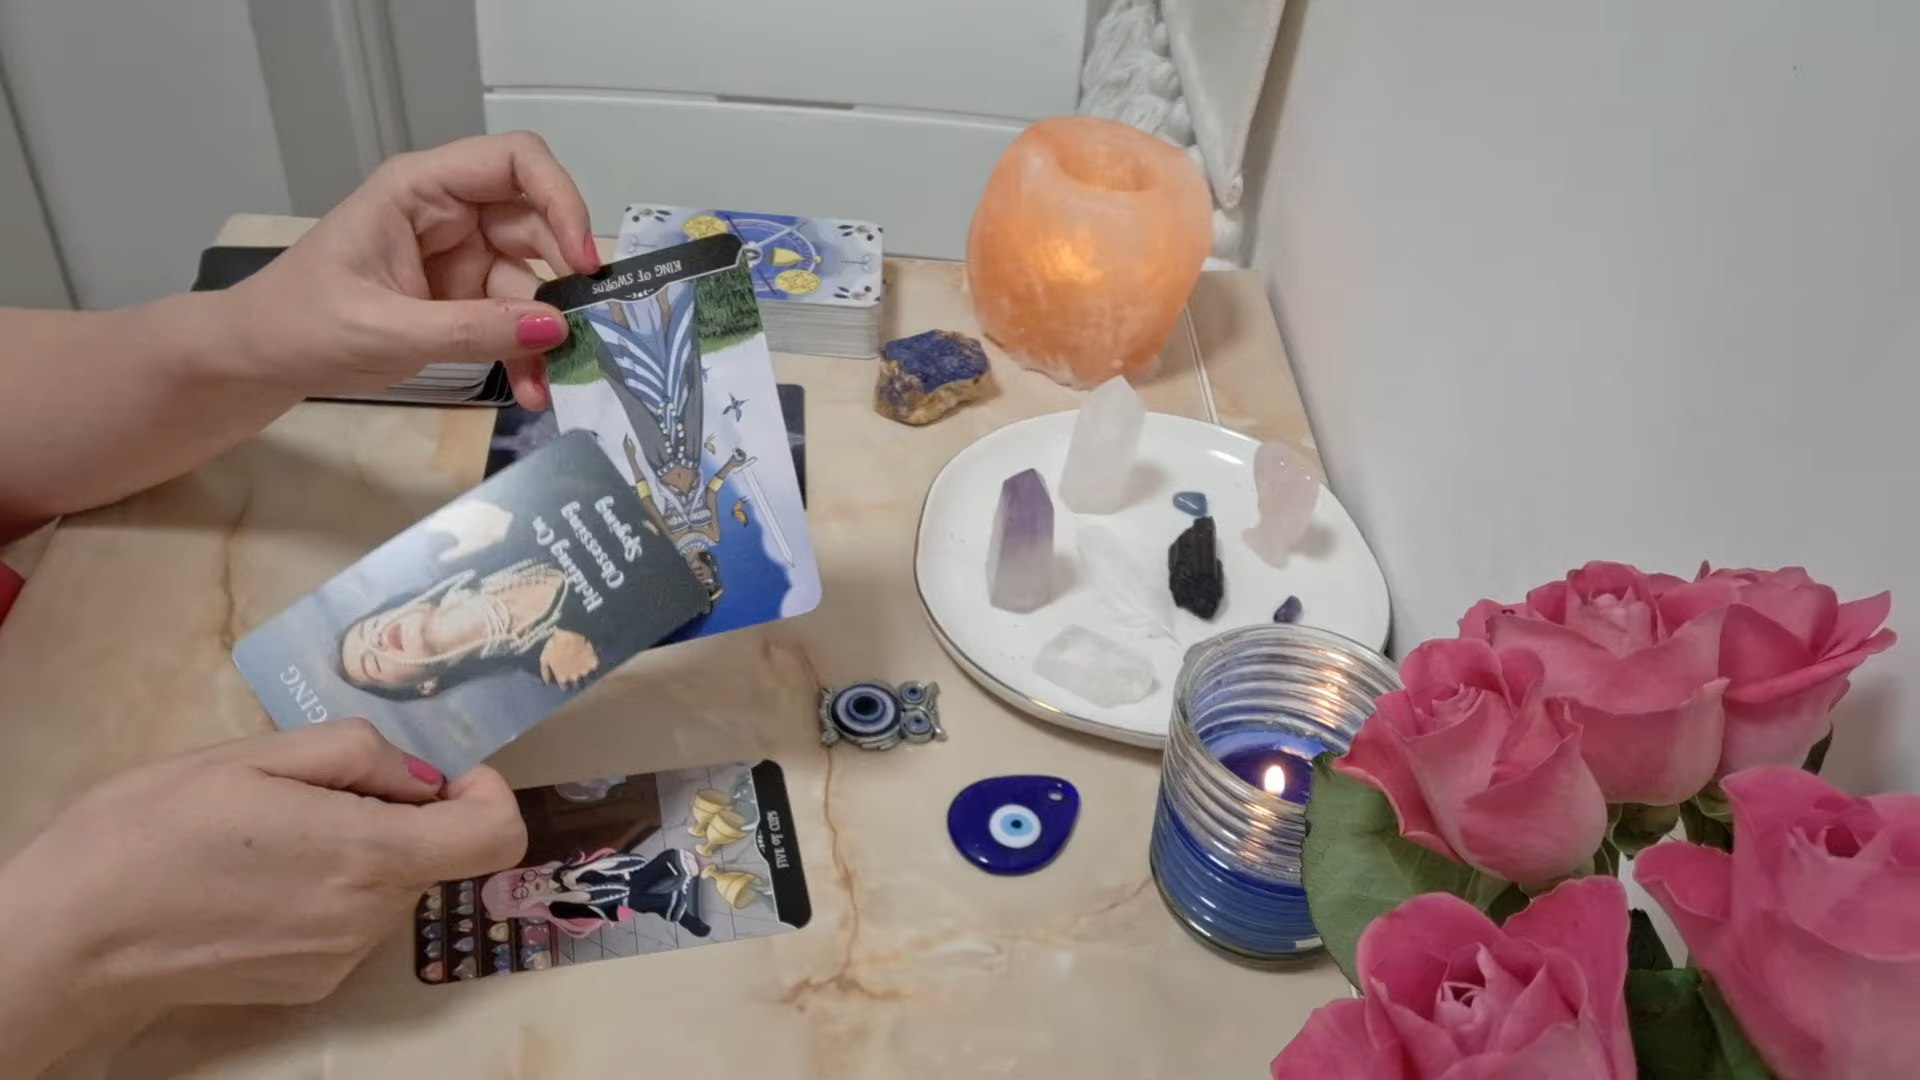 KING OF SWORDS
Holding On
Obsessing
Spying
GING
FIVE OF CUPS